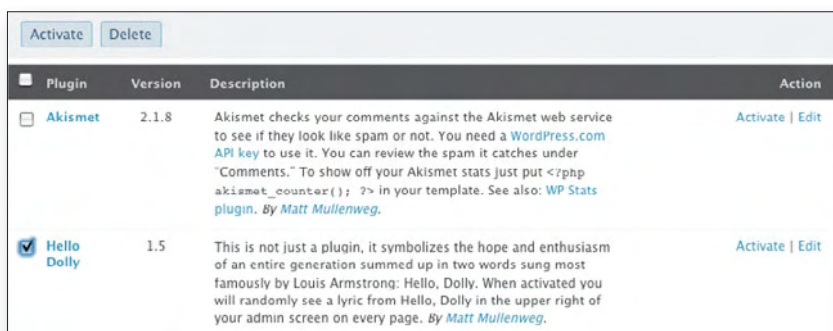 Activate Delete
Plugin Version Description Action
Akismet 2.1.8 Akismet checks your comments against the Akismet web service Activate | Edit
to see if they look like spam or not. You need a WordPress.com
API key to use it. You can review the spam it catches under
"Comments." To show off your Akismet stats just put <?php
akismet_counter(); ?> in your template. See also: WP Stats
plugin. By Matt Mullenweg.
Hello 1.5 This is not just a plugin, it symbolizes the hope and enthusiasm Activate | Edit
Dolly of an entire generation summed up in two words sung most
famously by Louis Armstrong: Hello, Dolly. When activated you
will randomly see a lyric from Hello, Dolly in the upper right of
your admin screen on every page. By Matt Mullenweg.